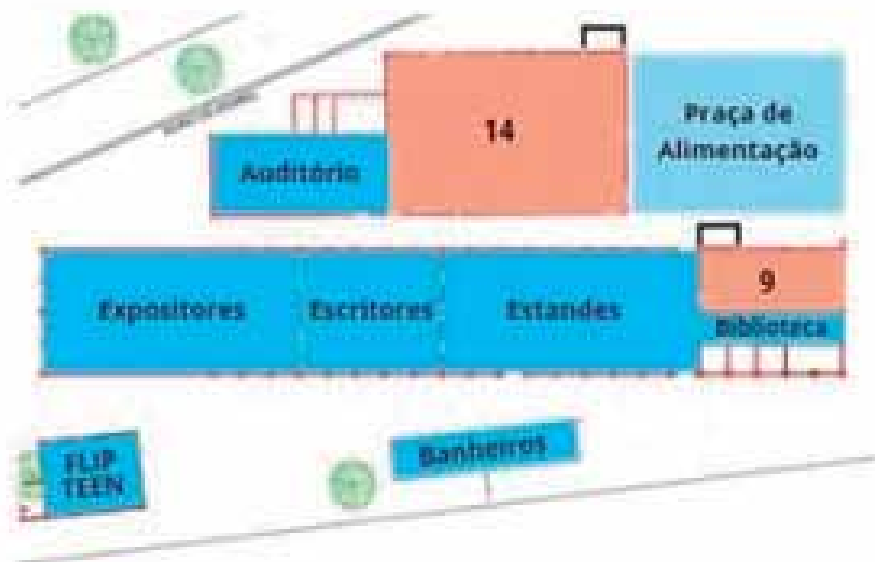 14
Praça de
Alimentação
Auditório
9
Expositores
Escritores
Estandes
Biblioteca
FLIP
TEEN
Banheiros